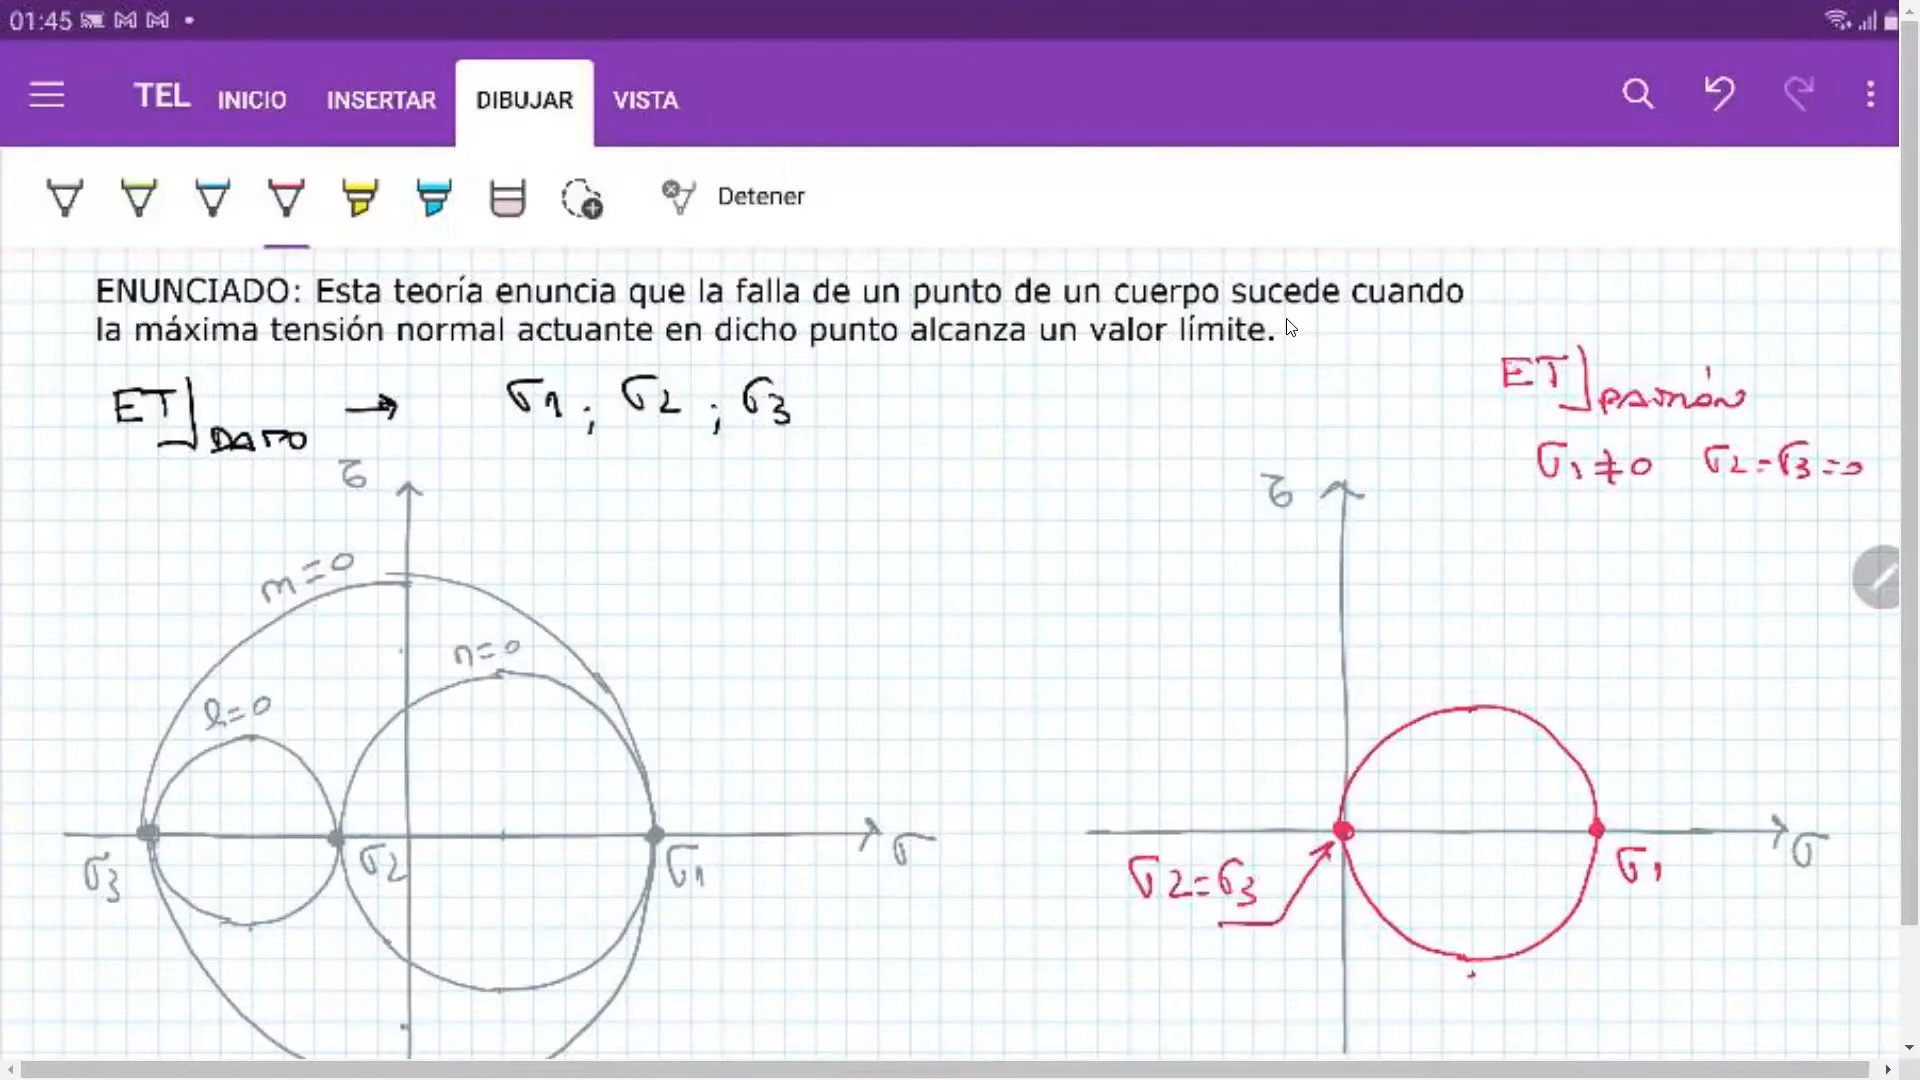 01:45
TEL INICIO INSERTAR DIBUJAR VISTA
Detener
ENUNCIADO: Esta teoría enuncia que la falla de un punto de un cuerpo sucede cuando
la máxima tensión normal actuante en dicho punto alcanza un valor límite.
ET]DATO → σ1 ; σ2 ; σ3
ET]PATRÓN
σ1 ≠ 0 σ2 = σ3 = 0
τ
m=0
n=0
l=0
σ3 σ2 σ1 σ
τ
σ2=σ3 σ1 σ